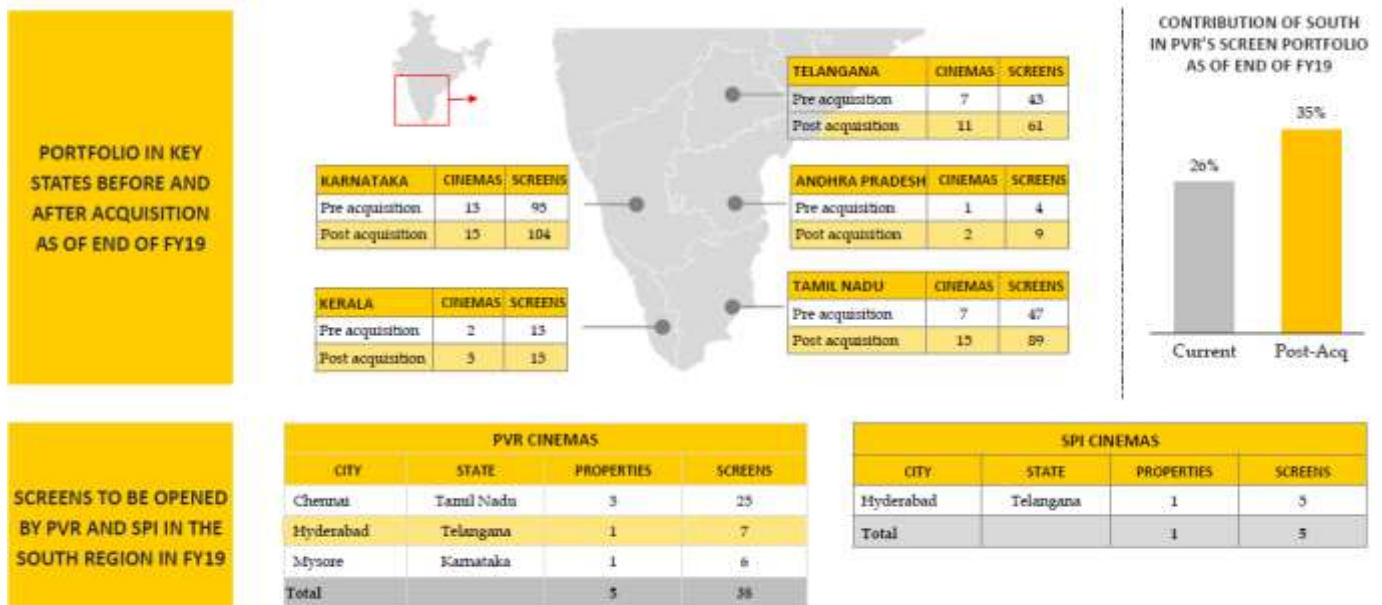 PORTFOLIO IN KEY
STATES BEFORE AND
AFTER ACQUISITION
AS OF END OF FY19
TELANGANA CINEMAS SCREENS
Pre acquisition 7 43
Post acquisition 11 61
KARNATAKA CINEMAS SCREENS
Pre acquisition 13
Post acquisition 15 104
ANDHRA PRADESH CINEMAS SCREENS
Pre acquisition 1 4
Post acquisition 2 9
KERALA CINEMAS SCREENS
Pre acquisition 2
Post acquisition 3
TAMIL NADU CINEMAS SCREENS
Pre acquisition 7 47
Post acquisition 15 89
CONTRIBUTION OF SOUTH
IN PVR'S SCREEN PORTFOLIO
AS OF END OF FY19
35%
26%
Current Post-Acq
SCREENS TO BE OPENED
BY PVR AND SPI IN THE
SOUTH REGION IN FY19
PVR CINEMAS
CITY STATE PROPERTIES SCREENS
Chennai Tamil Nadu 3 25
Hyderabad Telangana 1 7
Mysore Karnataka 1 6
Total 5 38
SPI CINEMAS
CITY STATE PROPERTIES SCREENS
Hyderabad Telangana 1 5
Total 1 5